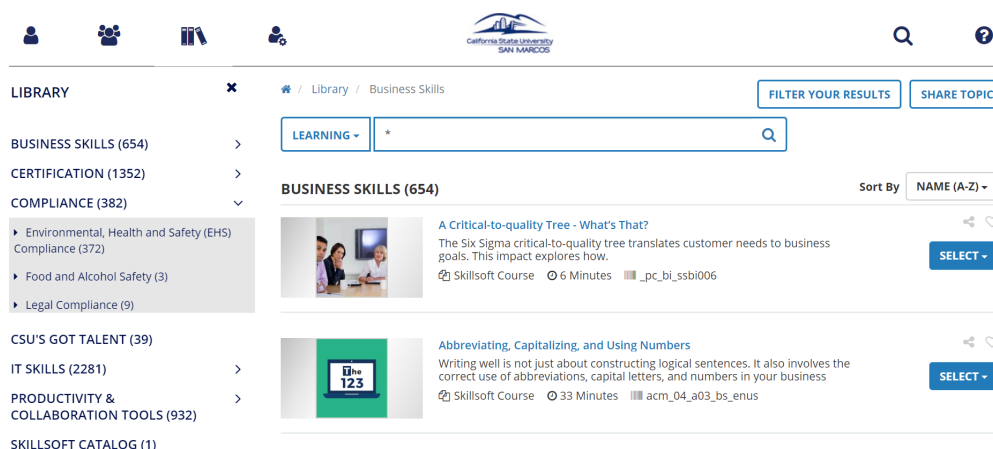 California State University
SAN MARCOS
LIBRARY
BUSINESS SKILLS (654)
CERTIFICATION (1352)
COMPLIANCE (382)
Environmental, Health and Safety (EHS)
Compliance (372)
Food and Alcohol Safety (3)
Legal Compliance (9)
CSU'S GOT TALENT (39)
IT SKILLS (2281)
PRODUCTIVITY &
COLLABORATION TOOLS (932)
SKILLSOFT CATALOG (1)
/ Library / Business Skills
FILTER YOUR RESULTS
SHARE TOPIC
LEARNING
*
BUSINESS SKILLS (654)
Sort By NAME (A-Z)
A Critical-to-quality Tree - What's That?
The Six Sigma critical-to-quality tree translates customer needs to business
goals. This impact explores how.
Skillsoft Course 6 Minutes _pc_bi_ssbi006
SELECT
The
123
Abbreviating, Capitalizing, and Using Numbers
Writing well is not just about constructing logical sentences. It also involves the
correct use of abbreviations, capital letters, and numbers in your business
Skillsoft Course 33 Minutes acm_04_a03_bs_enus
SELECT